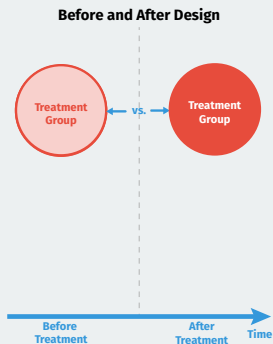 Before and After Design
Treatment
Group
vs.
Treatment
Group
Before
Treatment
After
Treatment
Time